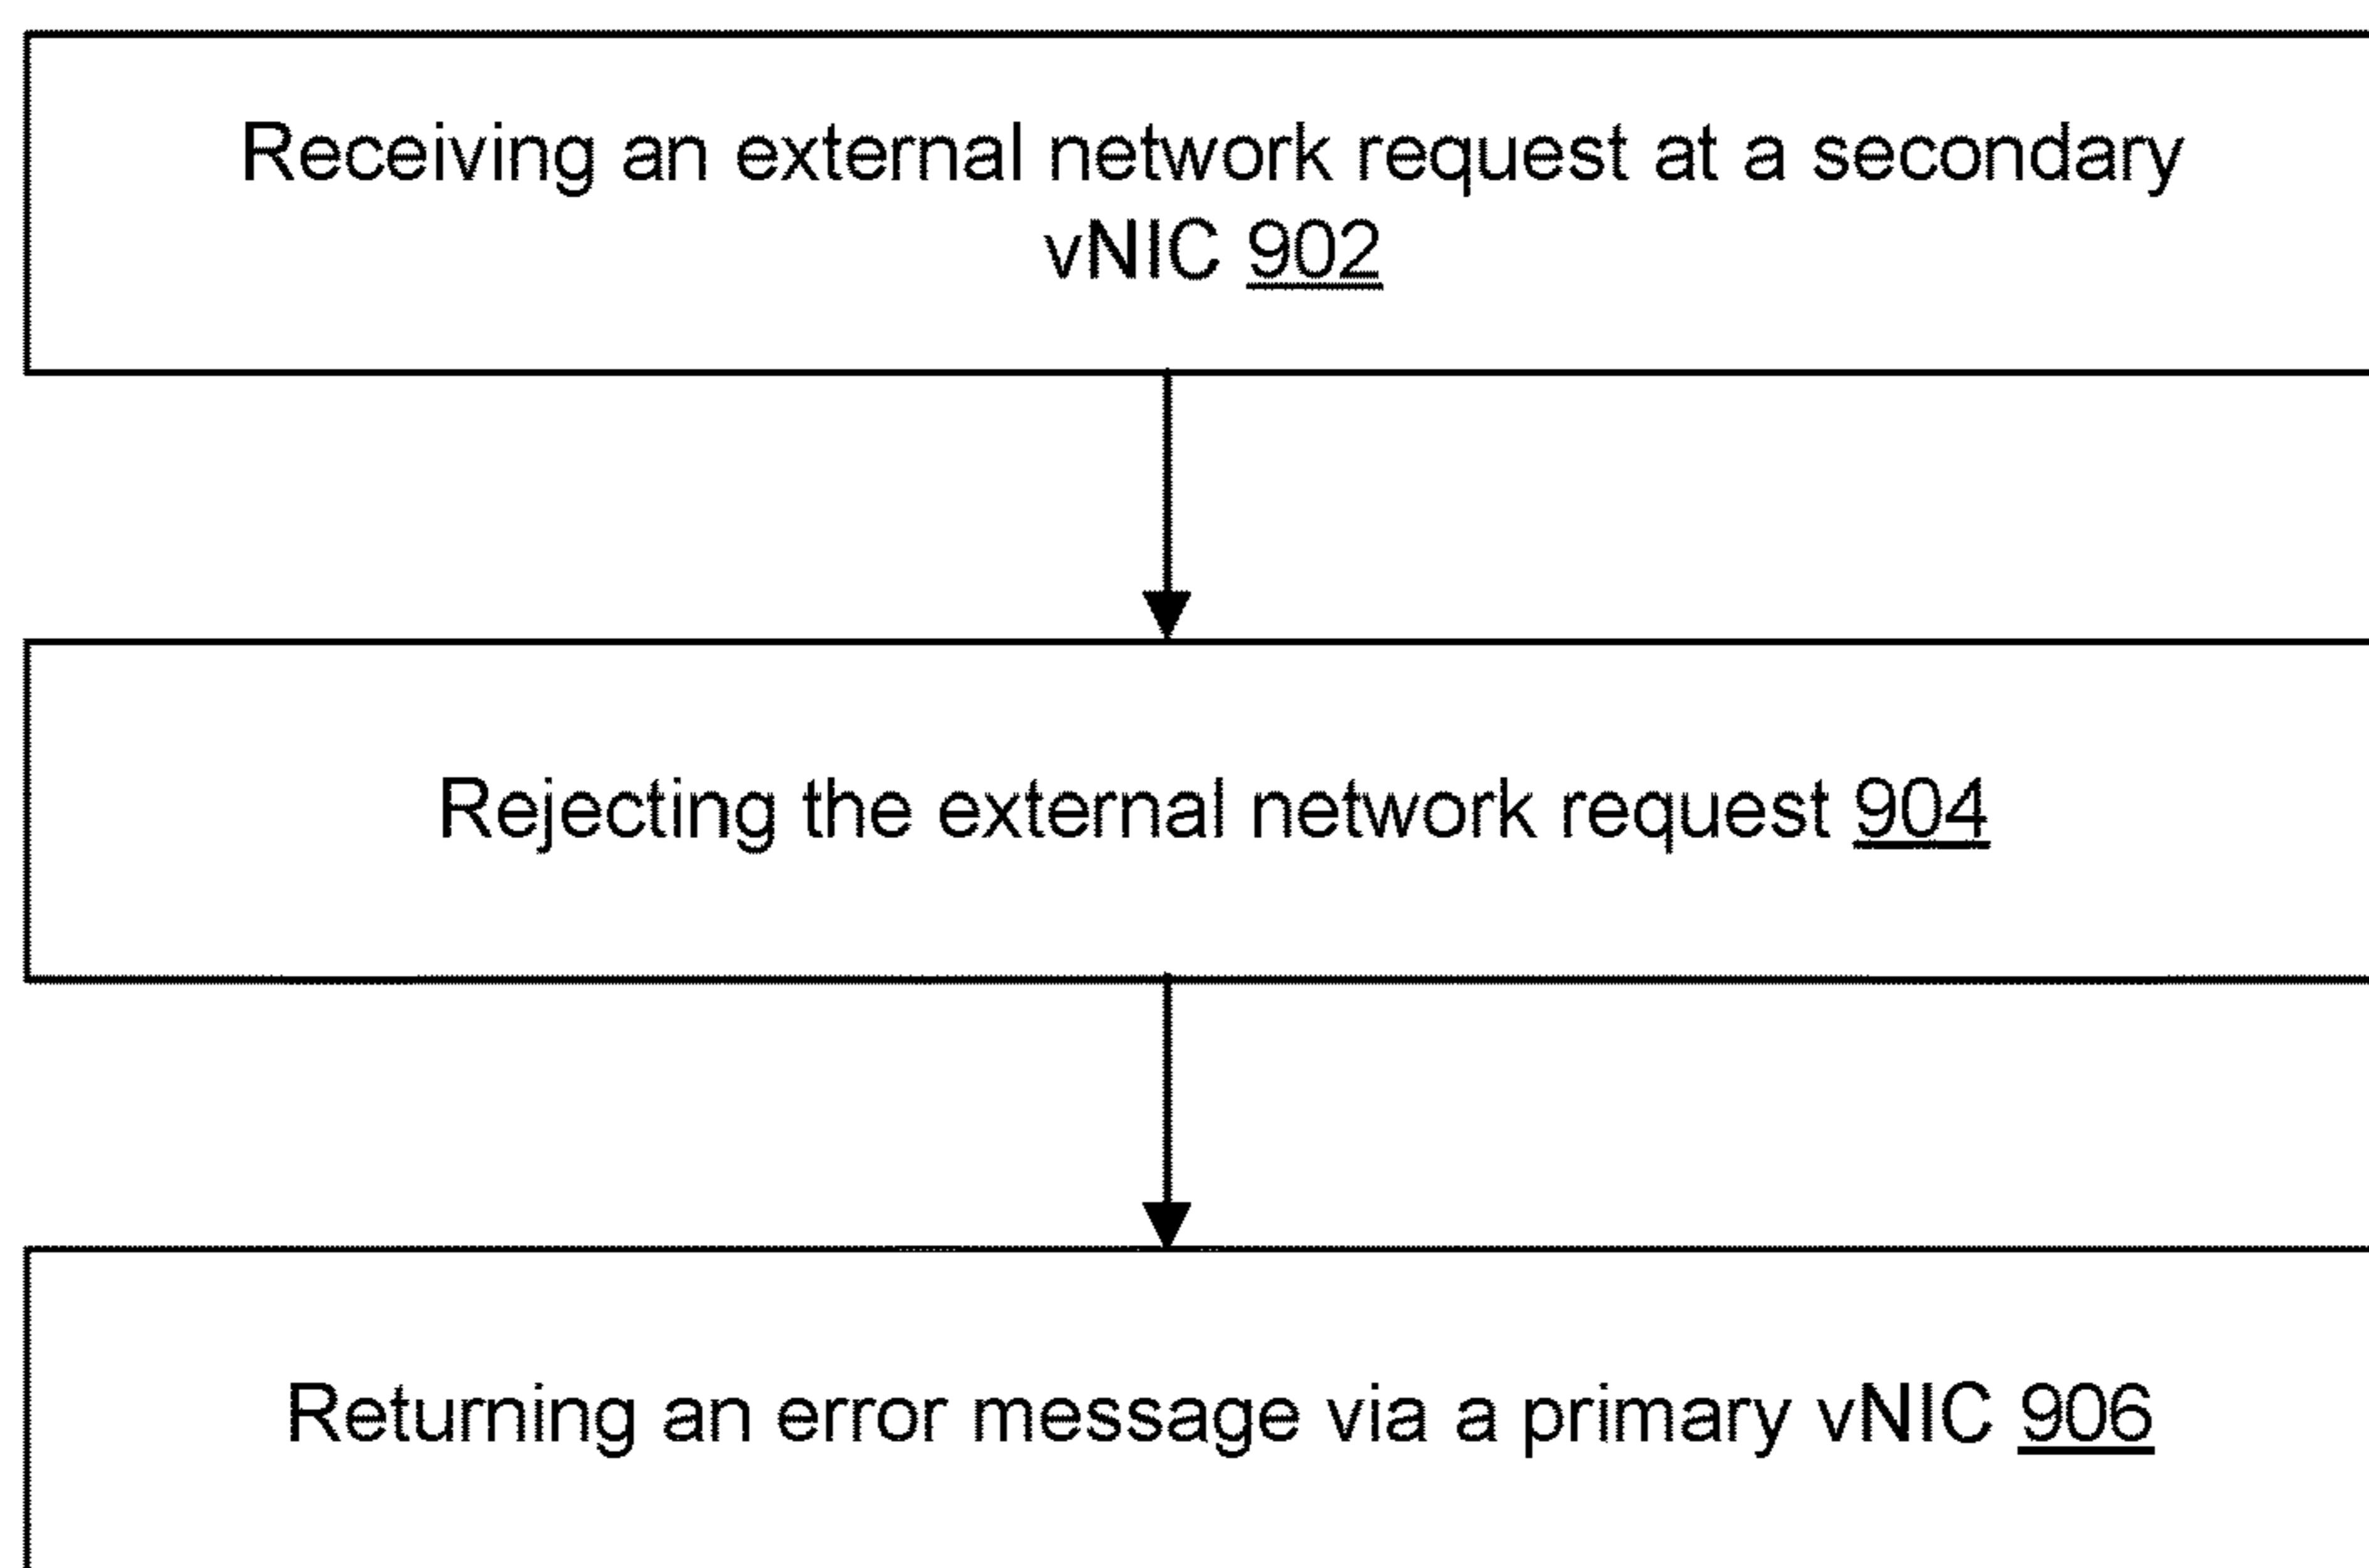 Receiving an external network request at a secondary
vNIC 902
Rejecting the external network request 904
Returning an error message via a primary vNIC 906